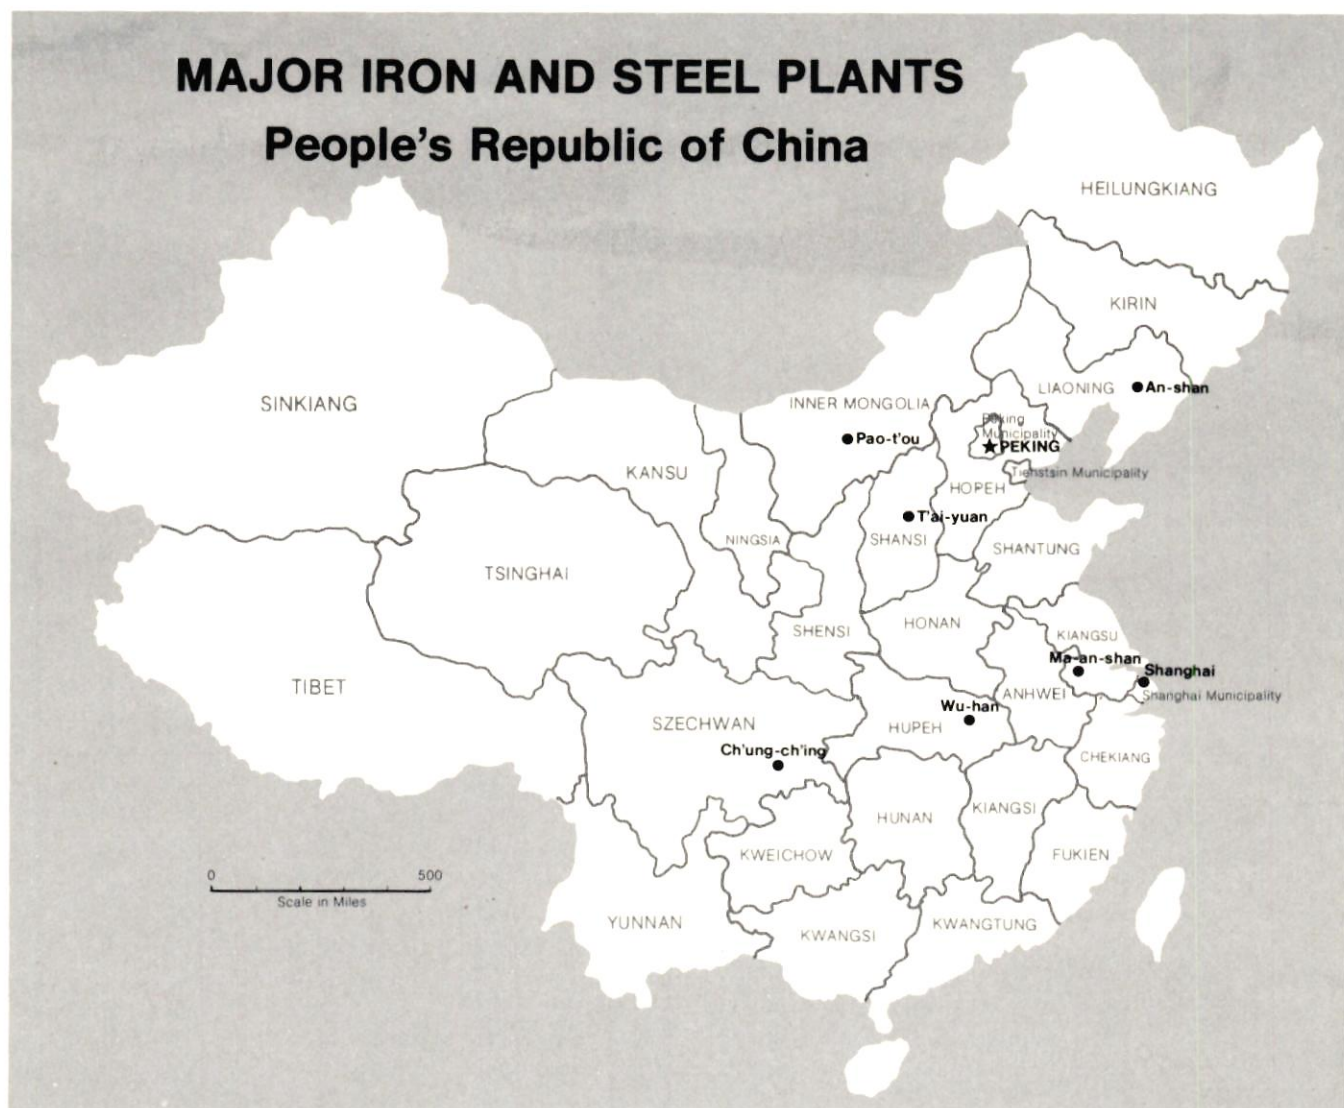 MAJOR IRON AND STEEL PLANTS
People's Republic of China
HEILUNGKIANG
KIRIN
LIAONING
An-shan
INNER MONGOLIA
Pao-t'ou
Peking
Municipality
PEKING
Tienstsin Municipality
SINKIANG
KANSU
HOPEH
T'ai-yuan
SHANSI
NINGSIA
SHANTUNG
TSINGHAI
SHENSI
HONAN
KIANGSU
Ma-an-shan
Shanghai
Shanghai Municipality
TIBET
ANHWEI
SZECHWAN
Wu-han
HUPEH
Ch'ung-ch'ing
CHEKIANG
HUNAN
KIANGSI
KWEICHOW
FUKIEN
0 500
Scale in Miles
YUNNAN
KWANGSI
KWANGTUNG